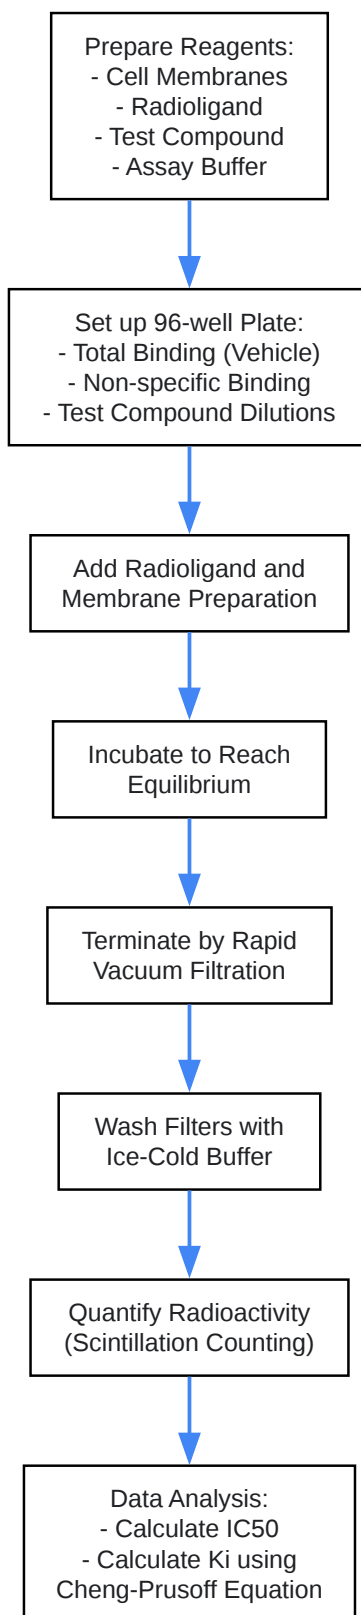 Prepare Reagents:
- Cell Membranes
- Radioligand
- Test Compound
- Assay Buffer
Set up 96-well Plate:
- Total Binding (Vehicle)
- Non-specific Binding
- Test Compound Dilutions
Add Radioligand and
Membrane Preparation
Incubate to Reach
Equilibrium
Terminate by Rapid
Vacuum Filtration
Wash Filters with
Ice-Cold Buffer
Quantify Radioactivity
(Scintillation Counting)
Data Analysis:
- Calculate IC50
- Calculate Ki using
Cheng-Prusoff Equation